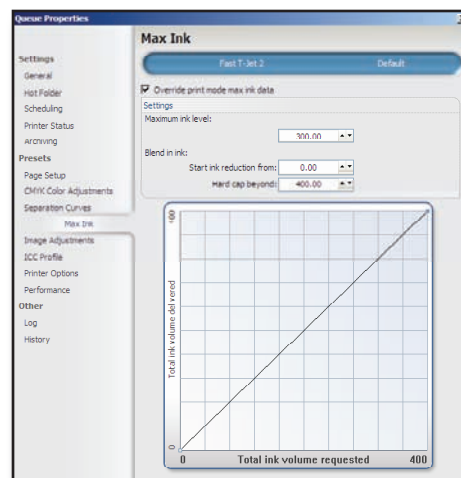 Queue Properties
Max Ink
Settings
General
Hot Folder
Scheduling
Printer Status
Archiving
Presets
Page Setup
CMYK Color Adjustments
Separation Curves
Max Ink
Image Adjustments
ICC Profile
Printer Options
Performance
Other
Log
History
Fast T-Jet 2 Default
Override print mode max ink data
Settings
Maximum ink level:
300.00
Blend in ink:
Start ink reduction from: 0.00
Hard cap beyond: 400.00
400
Total ink volume delivered
0
0 Total ink volume requested 400